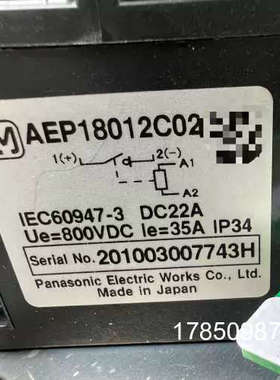 AEP18012C02
1(+)
2(-)
A1
A2
IEC60947-3 DC22A
Ue=800VDC Ie=35A IP34
Serial No. 201003007743H
Panasonic Electric Works Co., Ltd.
Made in Japan